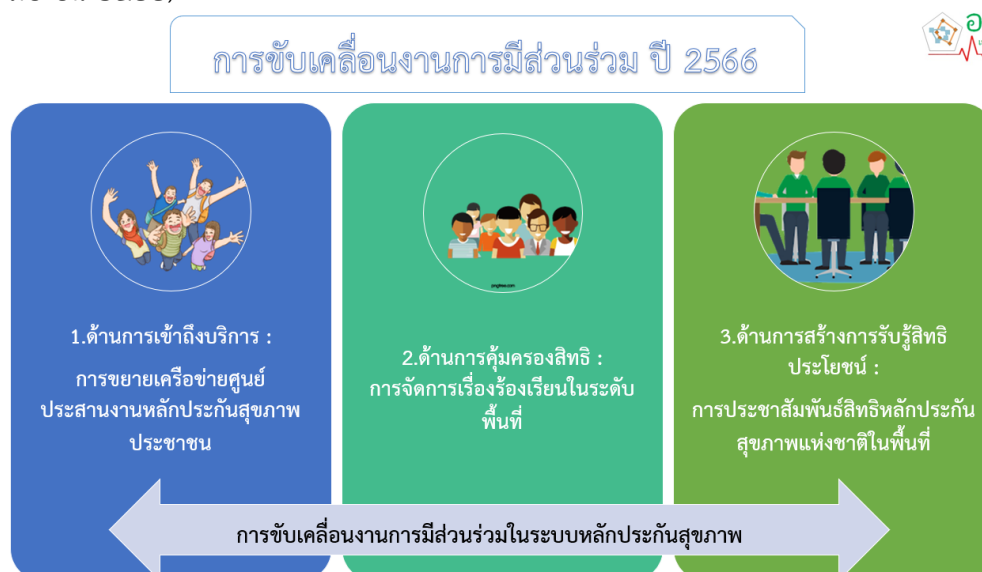 การขับเคลื่อนงานการมีส่วนร่วม ปี 2566
1.ด้านการเข้าถึงบริการ :
การขยายเครือข่ายศูนย์
ประสานงานหลักประกันสุขภาพ
ประชาชน
pngtree.com
2.ด้านการคุ้มครองสิทธิ :
การจัดการเรื่องร้องเรียนในระดับ
พื้นที่
3.ด้านการสร้างการรับรู้สิทธิ
ประโยชน์ :
การประชาสัมพันธ์สิทธิหลักประกัน
สุขภาพแห่งชาติในพื้นที่
การขับเคลื่อนงานการมีส่วนร่วมในระบบหลักประกันสุขภาพ